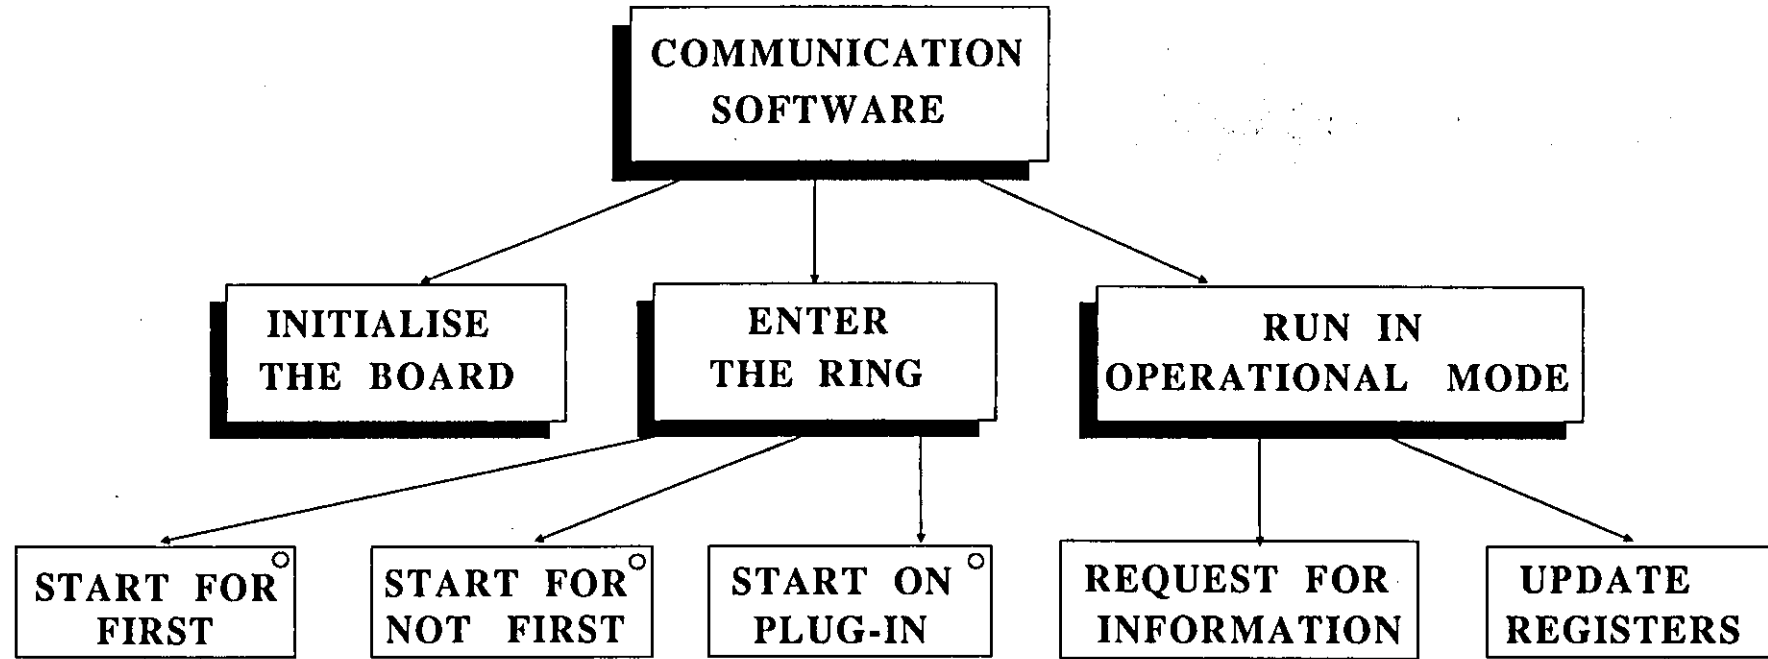 COMMUNICATION
SOFTWARE
INITIALISE
THE BOARD
ENTER
THE RING
RUN IN
OPERATIONAL MODE
START FOR
FIRST
START FOR
NOT FIRST
START ON
PLUG-IN
REQUEST FOR
INFORMATION
UPDATE
REGISTERS